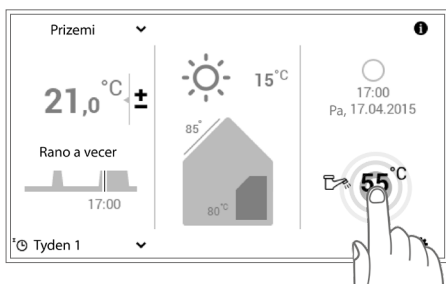 Prizemi
21,0 °C ±
Rano a vecer
17:00
Tyden 1
15°C
85°
80°C
17:00
Pa, 17.04.2015
55°C